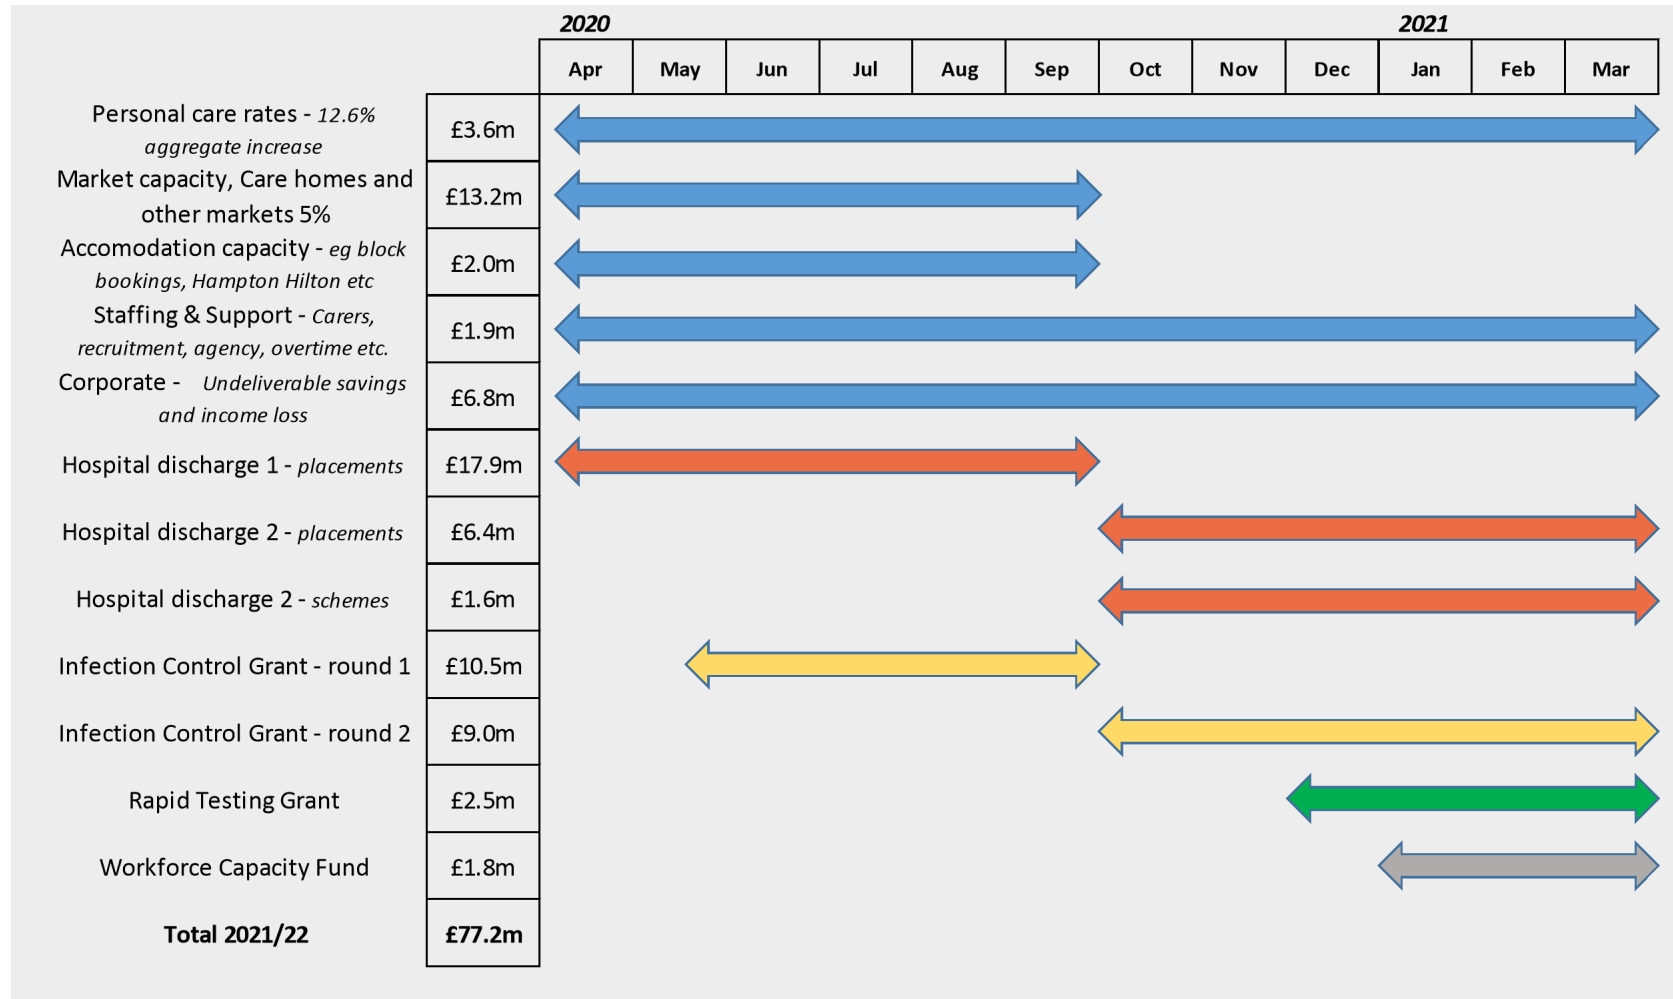 2020 2021
Apr May Jun Jul Aug Sep Oct Nov Dec Jan Feb Mar
Personal care rates - 12.6%
aggregate increase
£3.6m
Market capacity, Care homes and
other markets 5%
£13.2m
Accomodation capacity - eg block
bookings, Hampton Hilton etc
£2.0m
Staffing & Support - Carers,
recruitment, agency, overtime etc.
£1.9m
Corporate - Undeliverable savings
and income loss
£6.8m
Hospital discharge 1 - placements £17.9m
Hospital discharge 2 - placements £6.4m
Hospital discharge 2 - schemes £1.6m
Infection Control Grant - round 1 £10.5m
Infection Control Grant - round 2 £9.0m
Rapid Testing Grant £2.5m
Workforce Capacity Fund £1.8m
Total 2021/22 £77.2m